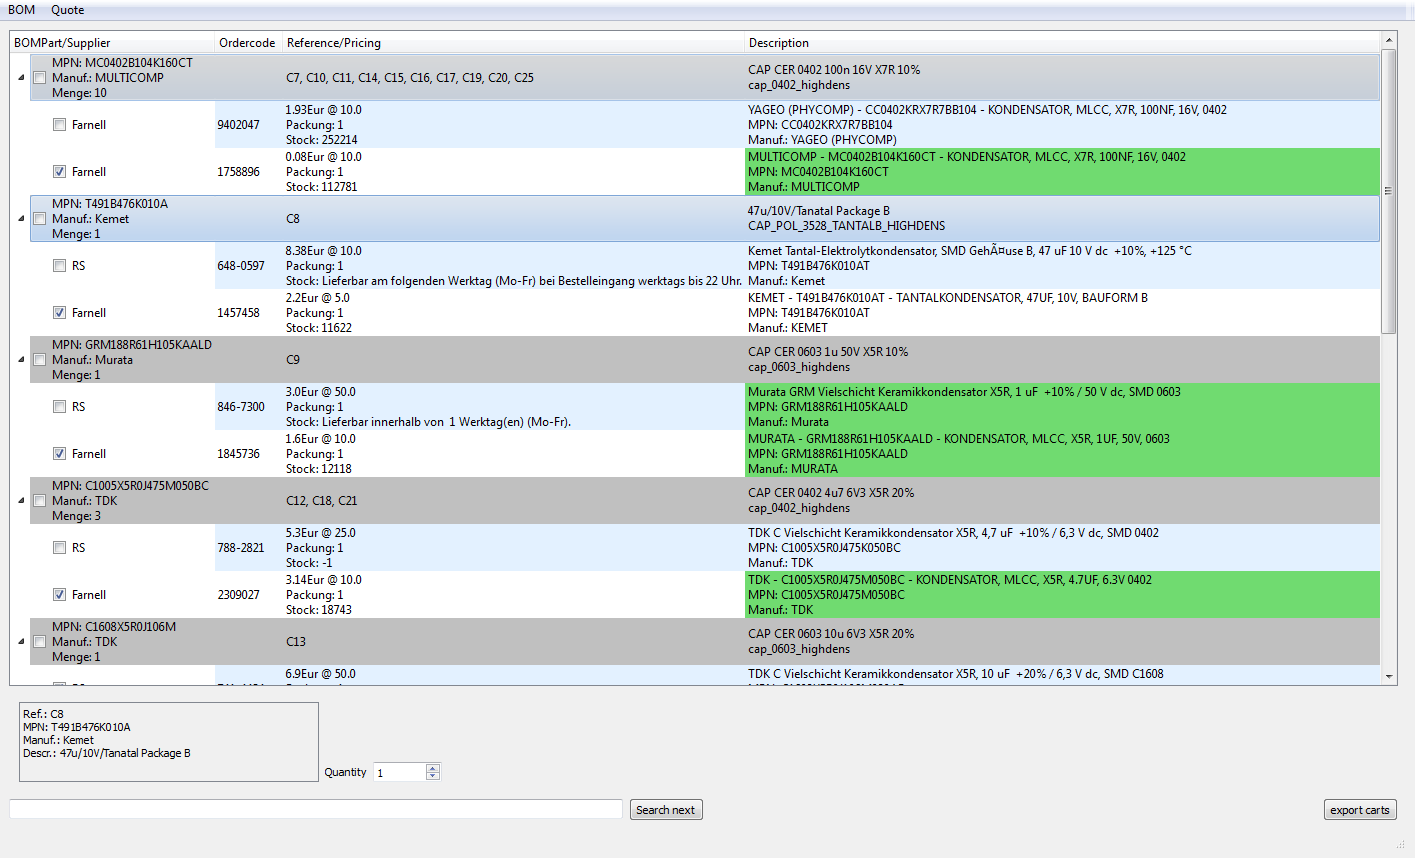 BOM Quote
BOMPart/Supplier Ordercode Reference/Pricing Description
MPN: MC0402B104K160CT
Manuf.: MULTICOMP
Menge: 10
C7, C10, C11, C14, C15, C16, C17, C19, C20, C25
CAP CER 0402 100n 16V X7R 10%
cap_0402_highdens
Farnell
9402047
1.93Eur @ 10.0
Packung: 1
Stock: 252214
YAGEO (PHYCOMP) - CC0402KRX7R7BB104 - KONDENSATOR, MLCC, X7R, 100NF, 16V, 0402
MPN: CC0402KRX7R7BB104
Manuf.: YAGEO (PHYCOMP)
Farnell
1758896
0.08Eur @ 10.0
Packung: 1
Stock: 112781
MULTICOMP - MC0402B104K160CT - KONDENSATOR, MLCC, X7R, 100NF, 16V, 0402
MPN: MC0402B104K160CT
Manuf.: MULTICOMP
MPN: T491B476K010A
Manuf.: Kemet
Menge: 1
C8
47u/10V/Tanatal Package B
CAP_POL_3528_TANTALB_HIGHDENS
RS
648-0597
8.38Eur @ 10.0
Packung: 1
Stock: Lieferbar am folgenden Werktag (Mo-Fr) bei Bestelleingang werktags bis 22 Uhr.
Kemet Tantal-Elektrolytkondensator, SMD GehÃ¤use B, 47 uF 10 V dc  +10%, +125 °C
MPN: T491B476K010AT
Manuf.: Kemet
Farnell
1457458
2.2Eur @ 5.0
Packung: 1
Stock: 11622
KEMET - T491B476K010AT - TANTALKONDENSATOR, 47UF, 10V, BAUFORM B
MPN: T491B476K010AT
Manuf.: KEMET
MPN: GRM188R61H105KAALD
Manuf.: Murata
Menge: 1
C9
CAP CER 0603 1u 50V X5R 10%
cap_0603_highdens
RS
846-7300
3.0Eur @ 50.0
Packung: 1
Stock: Lieferbar innerhalb von  1 Werktag(en) (Mo-Fr).
Murata GRM Vielschicht Keramikkondensator X5R, 1 uF  +10% / 50 V dc, SMD 0603
MPN: GRM188R61H105KAALD
Manuf.: Murata
Farnell
1845736
1.6Eur @ 10.0
Packung: 1
Stock: 12118
MURATA - GRM188R61H105KAALD - KONDENSATOR, MLCC, X5R, 1UF, 50V, 0603
MPN: GRM188R61H105KAALD
Manuf.: MURATA
MPN: C1005X5R0J475M050BC
Manuf.: TDK
Menge: 3
C12, C18, C21
CAP CER 0402 4u7 6V3 X5R 20%
cap_0402_highdens
RS
788-2821
5.3Eur @ 25.0
Packung: 1
Stock: -1
TDK C Vielschicht Keramikkondensator X5R, 4,7 uF  +10% / 6,3 V dc, SMD 0402
MPN: C1005X5R0J475K050BC
Manuf.: TDK
Farnell
2309027
3.14Eur @ 10.0
Packung: 1
Stock: 18743
TDK - C1005X5R0J475M050BC - KONDENSATOR, MLCC, X5R, 4.7UF, 6.3V 0402
MPN: C1005X5R0J475M050BC
Manuf.: TDK
MPN: C1608X5R0J106M
Manuf.: TDK
Menge: 1
C13
CAP CER 0603 10u 6V3 X5R 20%
cap_0603_highdens
6.9Eur @ 50.0
TDK C Vielschicht Keramikkondensator X5R, 10 uF  +20% / 6,3 V dc, SMD C1608
Ref.: C8
MPN: T491B476K010A
Manuf.: Kemet
Descr.: 47u/10V/Tanatal Package B
Quantity 1
Search next
export carts